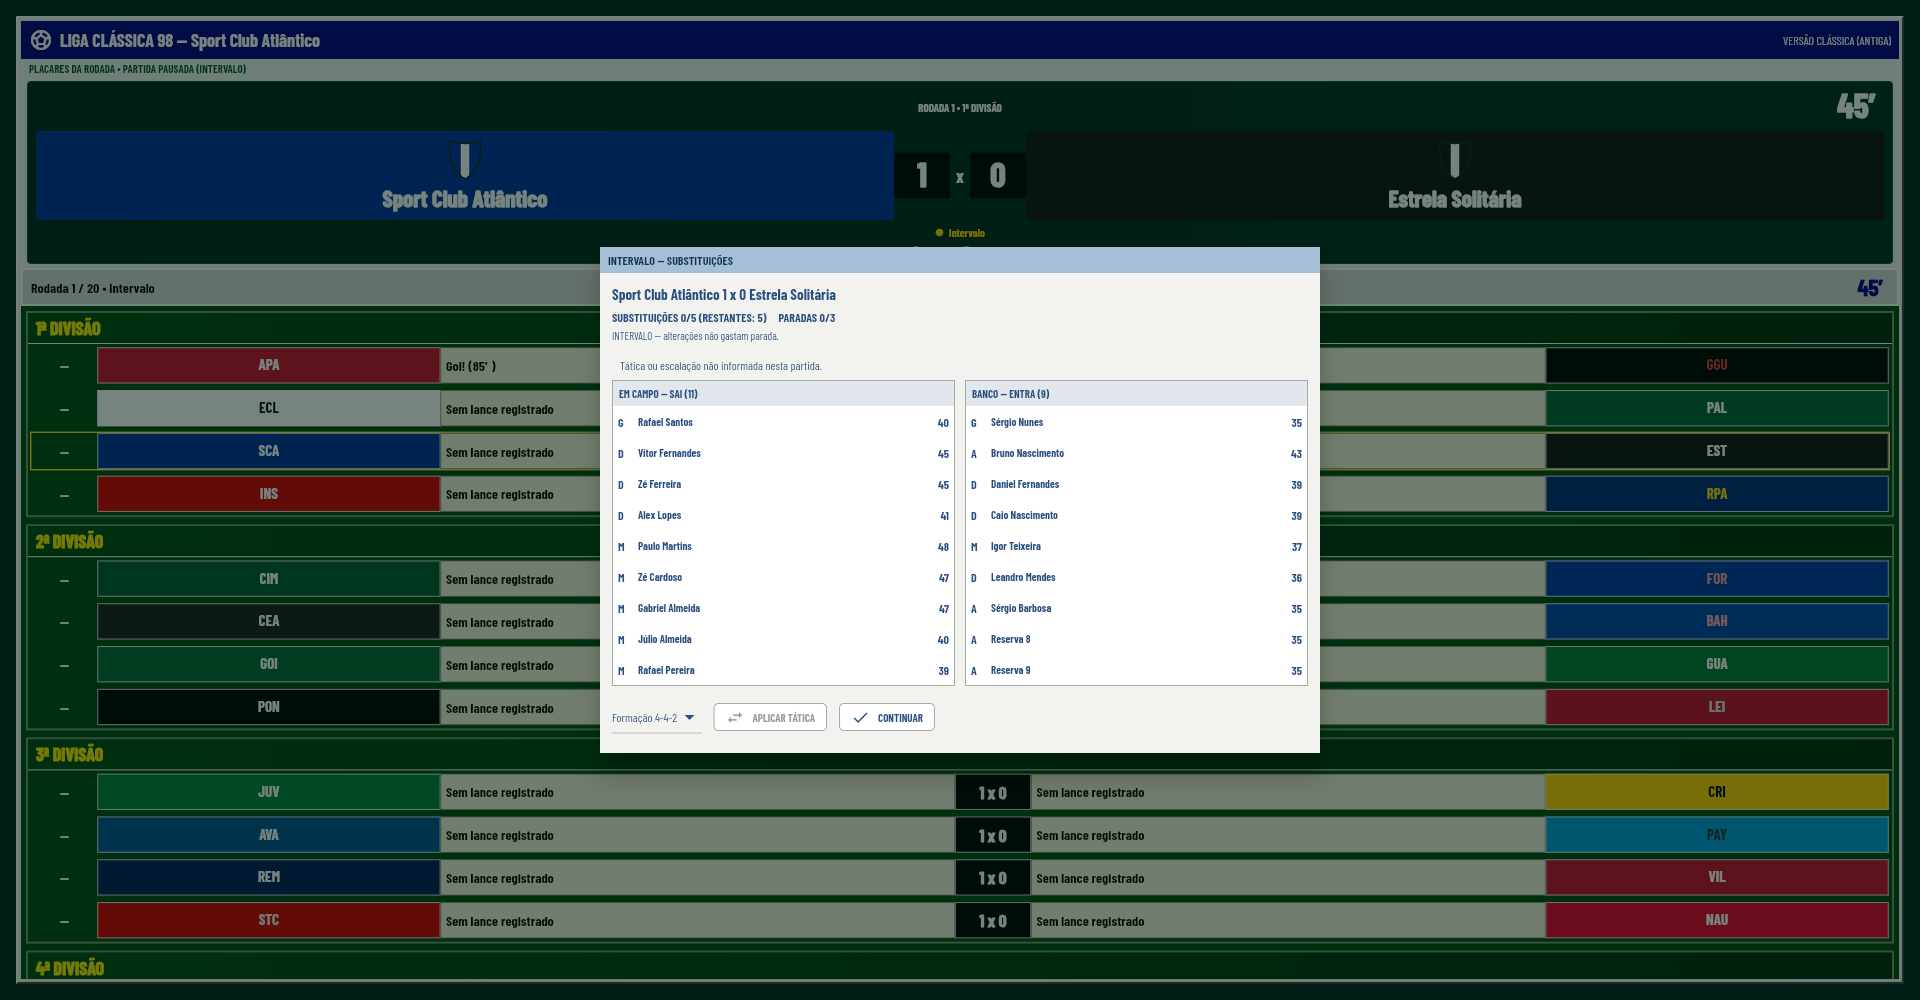 LIGA CLÁSSICA 98 — Sport Club Atlântico
VERSÃO CLÁSSICA (ANTIGA)
PLACARES DA RODADA • PARTIDA PAUSADA (INTERVALO)
RODADA 1 • 1ª DIVISÃO
45'
Sport Club Atlântico
1 x 0
Estrela Solitária
Intervalo
Rodada 1 / 20 • Intervalo
45'
INTERVALO — SUBSTITUIÇÕES
Sport Club Atlântico 1 x 0 Estrela Solitária
SUBSTITUIÇÕES 0/5 (RESTANTES: 5) PARADAS 0/3
INTERVALO — alterações não gastam parada.
Tática ou escalação não informada nesta partida.
EM CAMPO — SAI (11)
G Rafael Santos 40
D Vítor Fernandes 45
D Zé Ferreira 45
D Alex Lopes 41
M Paulo Martins 48
M Zé Cardoso 47
M Gabriel Almeida 47
M Júlio Almeida 40
M Rafael Pereira 39
BANCO — ENTRA (9)
G Sérgio Nunes 35
A Bruno Nascimento 43
D Daniel Fernandes 39
D Caio Nascimento 39
M Igor Teixeira 37
D Leandro Mendes 36
A Sérgio Barbosa 35
A Reserva 8 35
A Reserva 9 35
Formação 4-4-2
APLICAR TÁTICA
CONTINUAR
1ª DIVISÃO
— APA Gol! (85' ) GGU
— ECL Sem lance registrado PAL
— SCA Sem lance registrado EST
— INS Sem lance registrado RPA
2ª DIVISÃO
— CIM Sem lance registrado FOR
— CEA Sem lance registrado BAH
— GOI Sem lance registrado GUA
— PON Sem lance registrado LEI
3ª DIVISÃO
— JUV Sem lance registrado 1 x 0 Sem lance registrado CRI
— AVA Sem lance registrado 1 x 0 Sem lance registrado PAY
— REM Sem lance registrado 1 x 0 Sem lance registrado VIL
— STC Sem lance registrado 1 x 0 Sem lance registrado NAU
4ª DIVISÃO